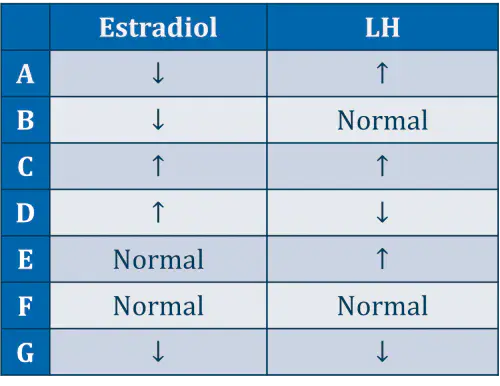 Estradiol LH
A ↓ ↑
B ↓ Normal
C ↑ ↑
D ↑ ↓
E Normal ↑
F Normal Normal
G ↓ ↓